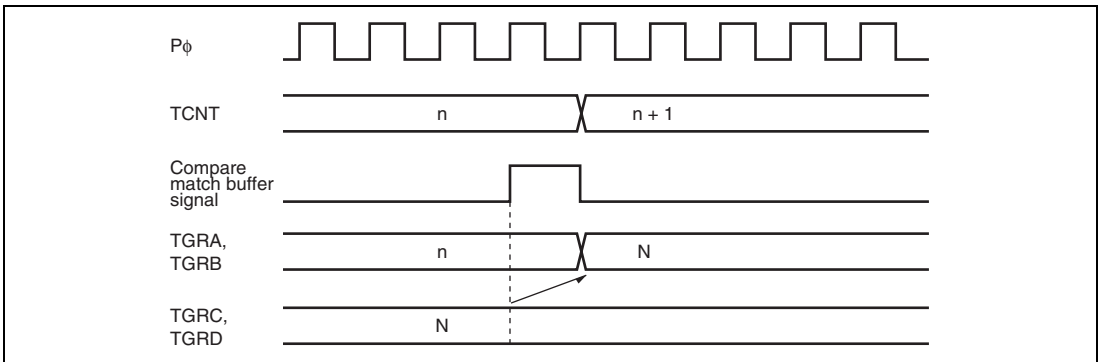 Pφ
TCNT
n
n + 1
Compare
match buffer
signal
TGRA,
TGRB
n
N
TGRC,
TGRD
N